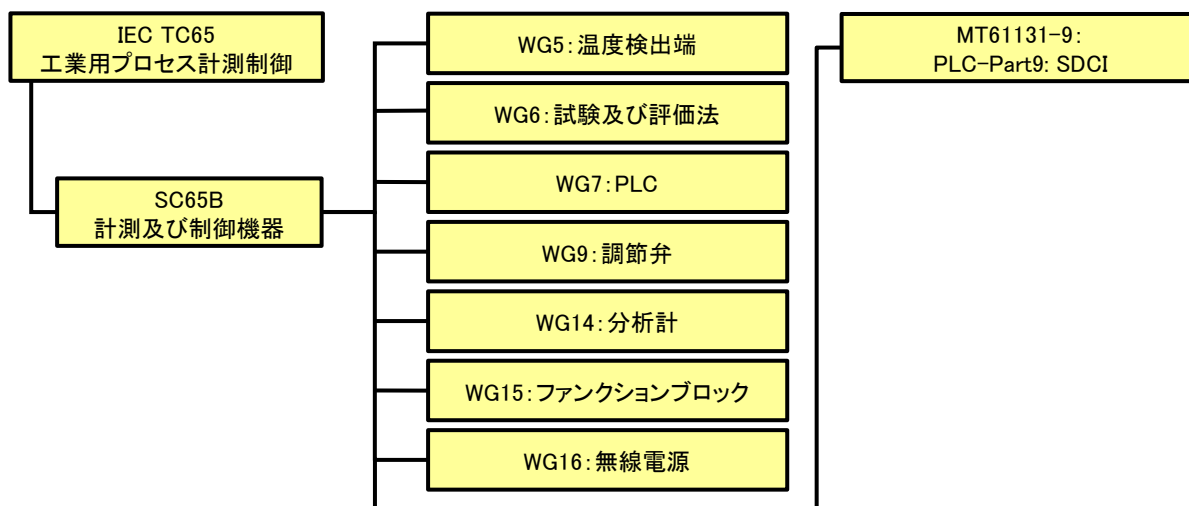 IEC TC65
工業用プロセス計測制御
SC65B
計測及び制御機器
WG5:温度検出端
WG6:試験及び評価法
WG7:PLC
WG9:調節弁
WG14:分析計
WG15:ファンクションブロック
WG16:無線電源
MT61131-9:
PLC-Part9: SDCI